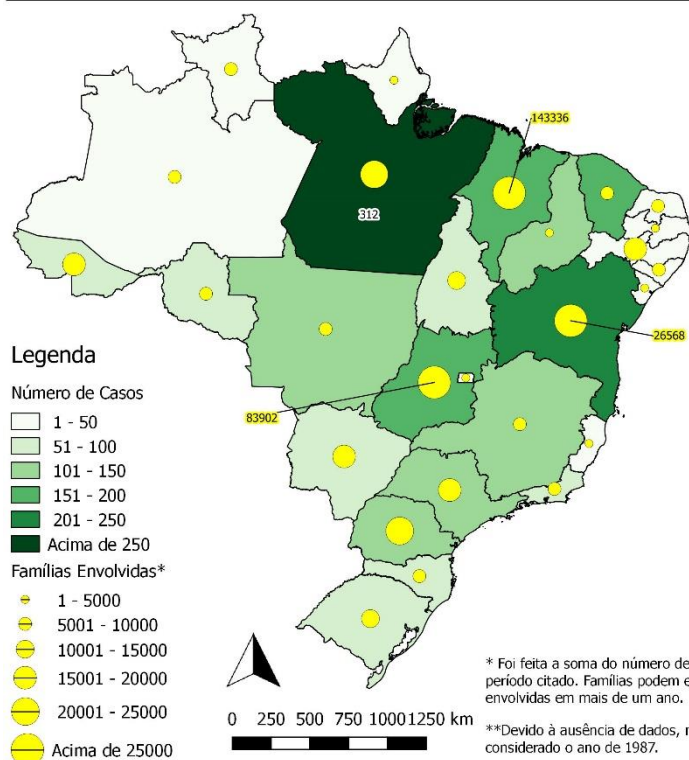 143336
312
26568
83902
Legenda
Número de Casos
1 - 50
51 - 100
101 - 150
151 - 200
201 - 250
Acima de 250
Famílias Envolvidas*
1 - 5000
5001 - 10000
10001 - 15000
15001 - 20000
20001 - 25000
Acima de 25000
0 250 500 750 1000 1250 km
* Foi feita a soma do número de
período citado. Famílias podem e
envolvidas em mais de um ano.
**Devido à ausência de dados, n
considerado o ano de 1987.